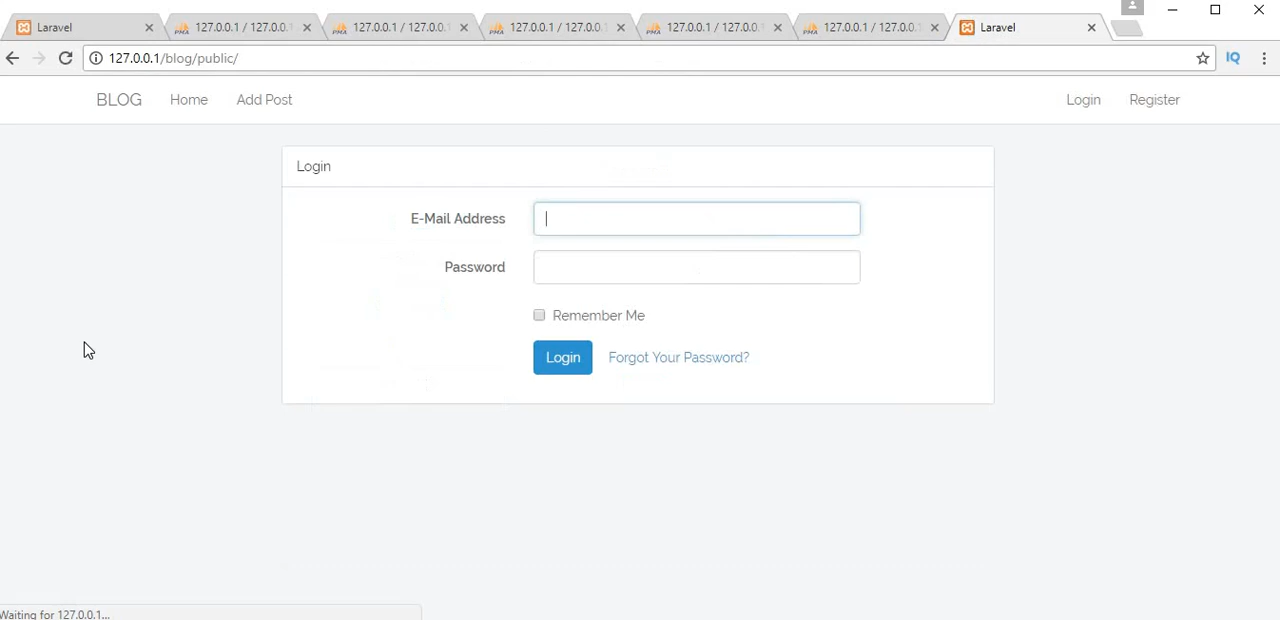 Laravel 127.0.0.1 / 127.0.0. 127.0.0.1 / 127.0.0.1 127.0.0.1 / 127.0.0. 127.0.0.1 / 127.0.0. 127.0.0.1 / 127.0.0.1 Laravel
127.0.0.1/blog/public/ IQ
BLOG Home Add Post Login Register
Login
E-Mail Address
Password
Remember Me
Login Forgot Your Password?
Waiting for 127.0.0.1...